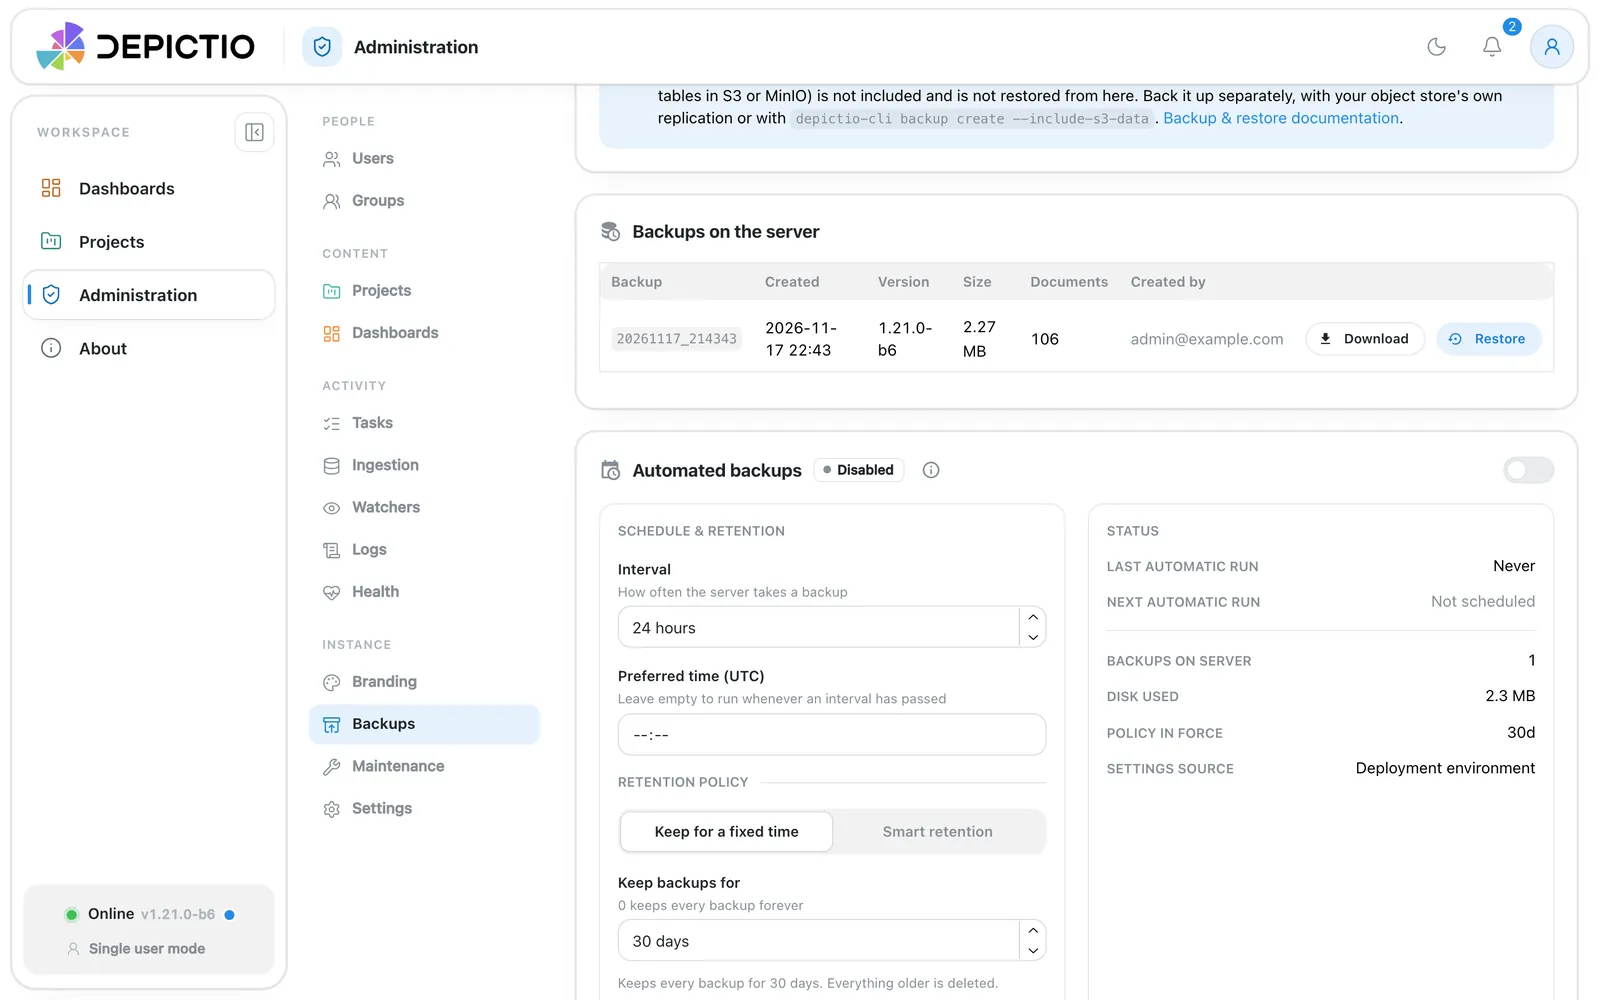 DEPICTIO
Administration
2
WORKSPACE
Dashboards
Projects
Administration
About
Online v1.21.0-b6
Single user mode
PEOPLE
Users
Groups
CONTENT
Projects
Dashboards
ACTIVITY
Tasks
Ingestion
Watchers
Logs
Health
INSTANCE
Branding
Backups
Maintenance
Settings
tables in S3 or MinIO) is not included and is not restored from here. Back it up separately, with your object store's own
replication or with depictio-cli backup create --include-s3-data . Backup & restore documentation.
Backups on the server
Backup Created Version Size Documents Created by
20261117_214343 2026-11-17 22:43 1.21.0-b6 2.27 MB 106 admin@example.com Download Restore
Automated backups Disabled
SCHEDULE & RETENTION
Interval
How often the server takes a backup
24 hours
Preferred time (UTC)
Leave empty to run whenever an interval has passed
--:--
RETENTION POLICY
Keep for a fixed time Smart retention
Keep backups for
0 keeps every backup forever
30 days
Keeps every backup for 30 days. Everything older is deleted.
STATUS
LAST AUTOMATIC RUN Never
NEXT AUTOMATIC RUN Not scheduled
BACKUPS ON SERVER 1
DISK USED 2.3 MB
POLICY IN FORCE 30d
SETTINGS SOURCE Deployment environment